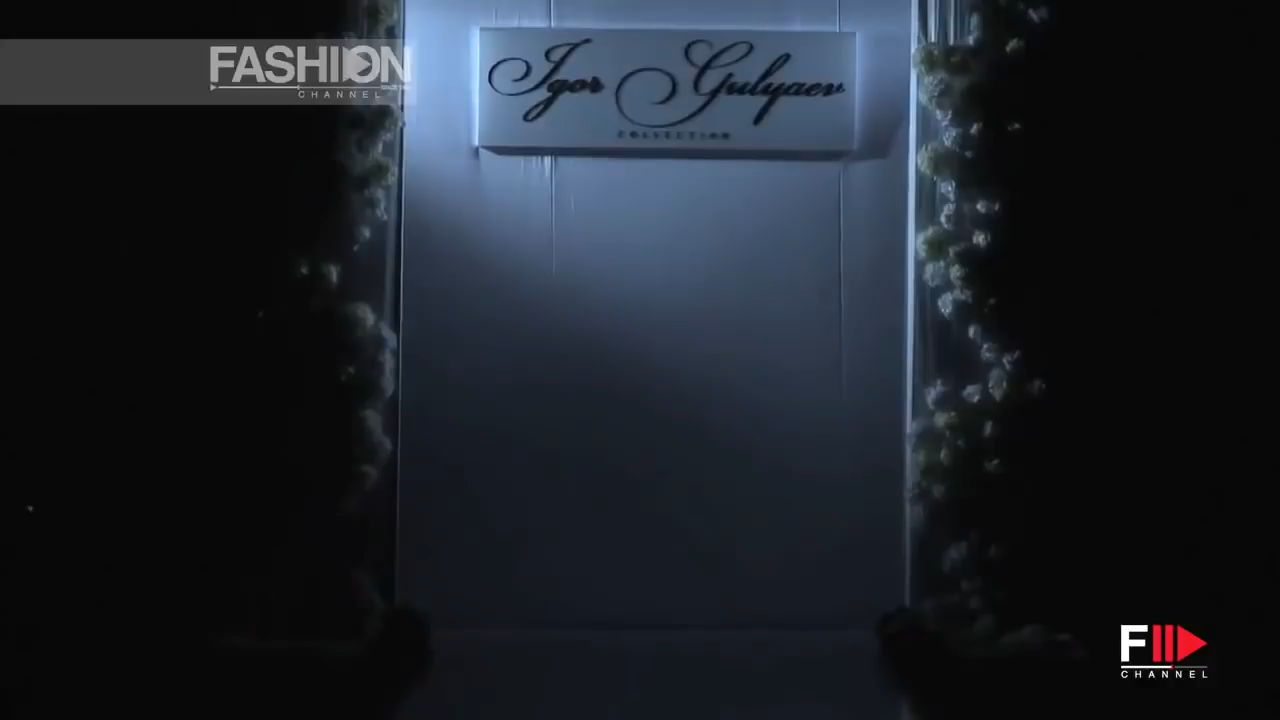 FASHION
CHANNEL
Igor Gulyaev
COLLECTION
F
CHANNEL